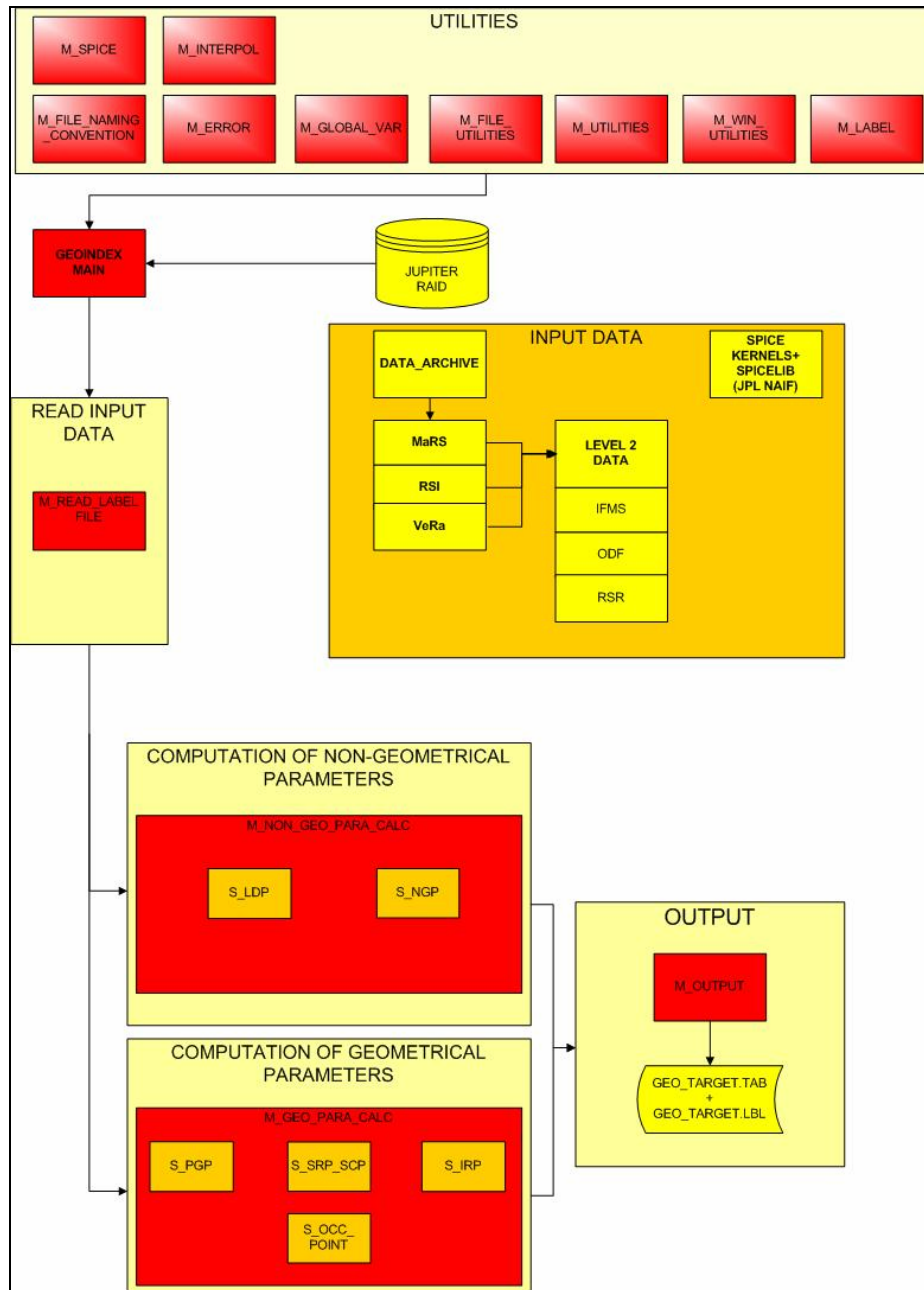 UTILITIES
M_SPICE
M_INTERPOL
M_FILE_NAMING
_CONVENTION
M_ERROR
M_GLOBAL_VAR
M_FILE_
UTILITIES
M_UTILITIES
M_WIN_
UTILITIES
M_LABEL
GEOINDEX
MAIN
JUPITER
RAID
INPUT DATA
DATA_ARCHIVE
SPICE
KERNELS+
SPICELIB
(JPL NAIF)
MaRS
RSI
VeRa
LEVEL 2
DATA
IFMS
ODF
RSR
READ INPUT
DATA
M_READ_LABEL
FILE
COMPUTATION OF NON-GEOMETRICAL
PARAMETERS
M_NON_GEO_PARA_CALC
S_LDP
S_NGP
COMPUTATION OF GEOMETRICAL
PARAMETERS
M_GEO_PARA_CALC
S_PGP
S_SRP_SCP
S_IRP
S_OCC_
POINT
OUTPUT
M_OUTPUT
GEO_TARGET.TAB
+
GEO_TARGET.LBL